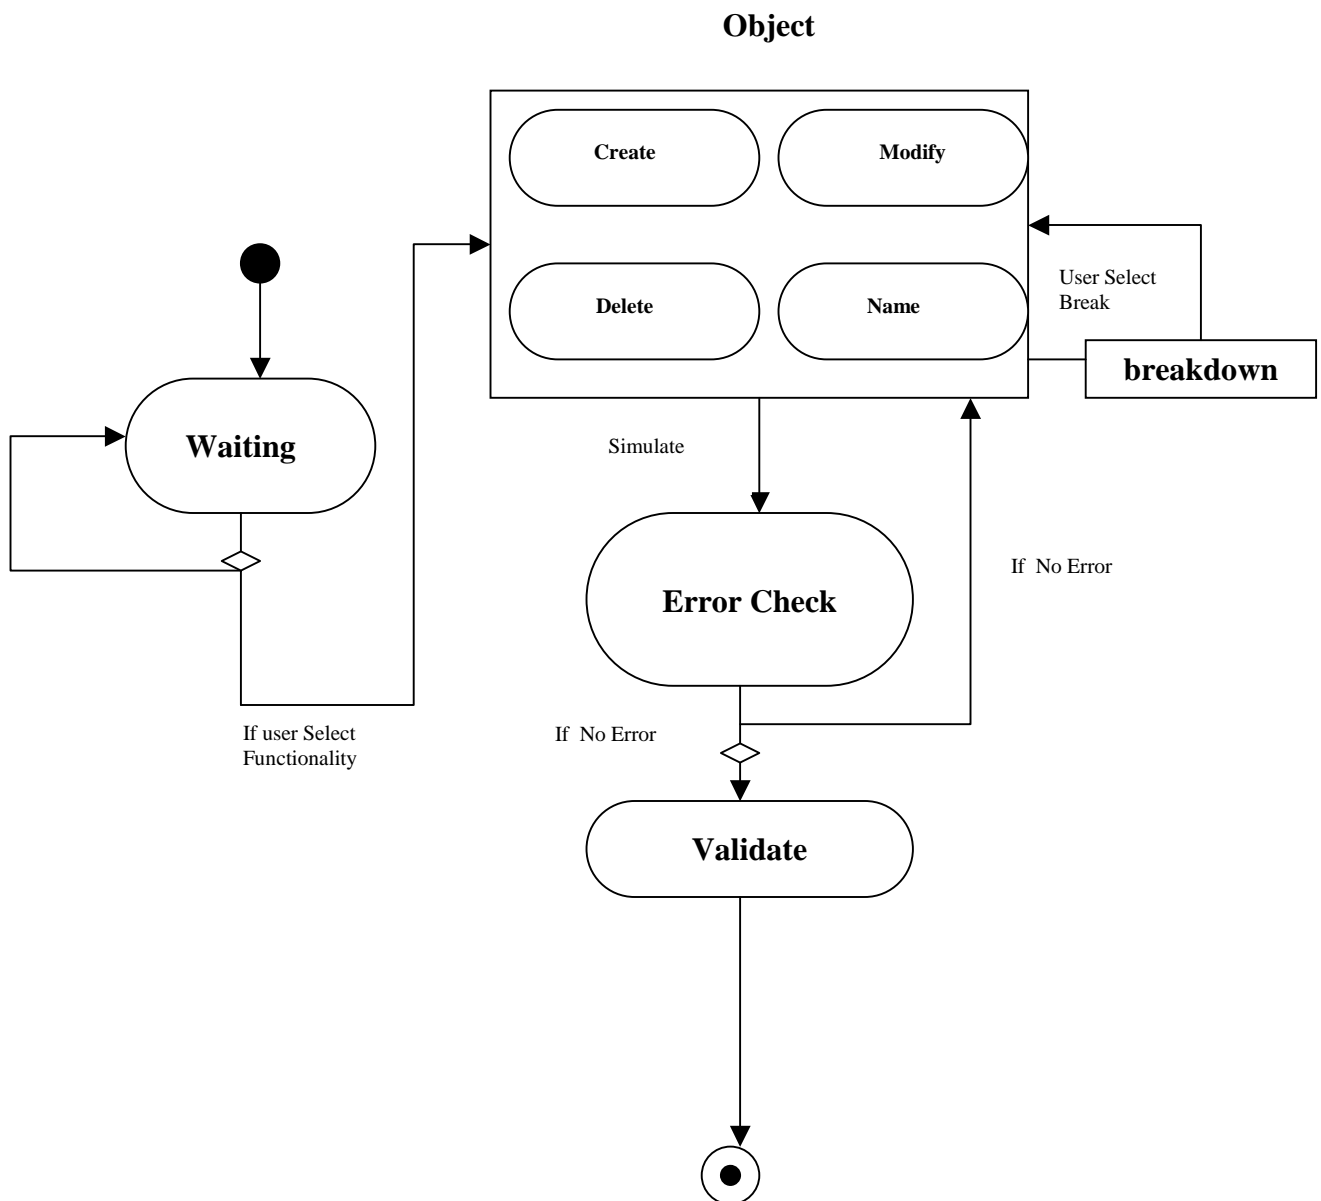 Object
Create
Modify
Delete
Name
User Select
Break
breakdown
Waiting
Simulate
Error Check
If  No Error
If user Select
Functionality
If  No Error
Validate